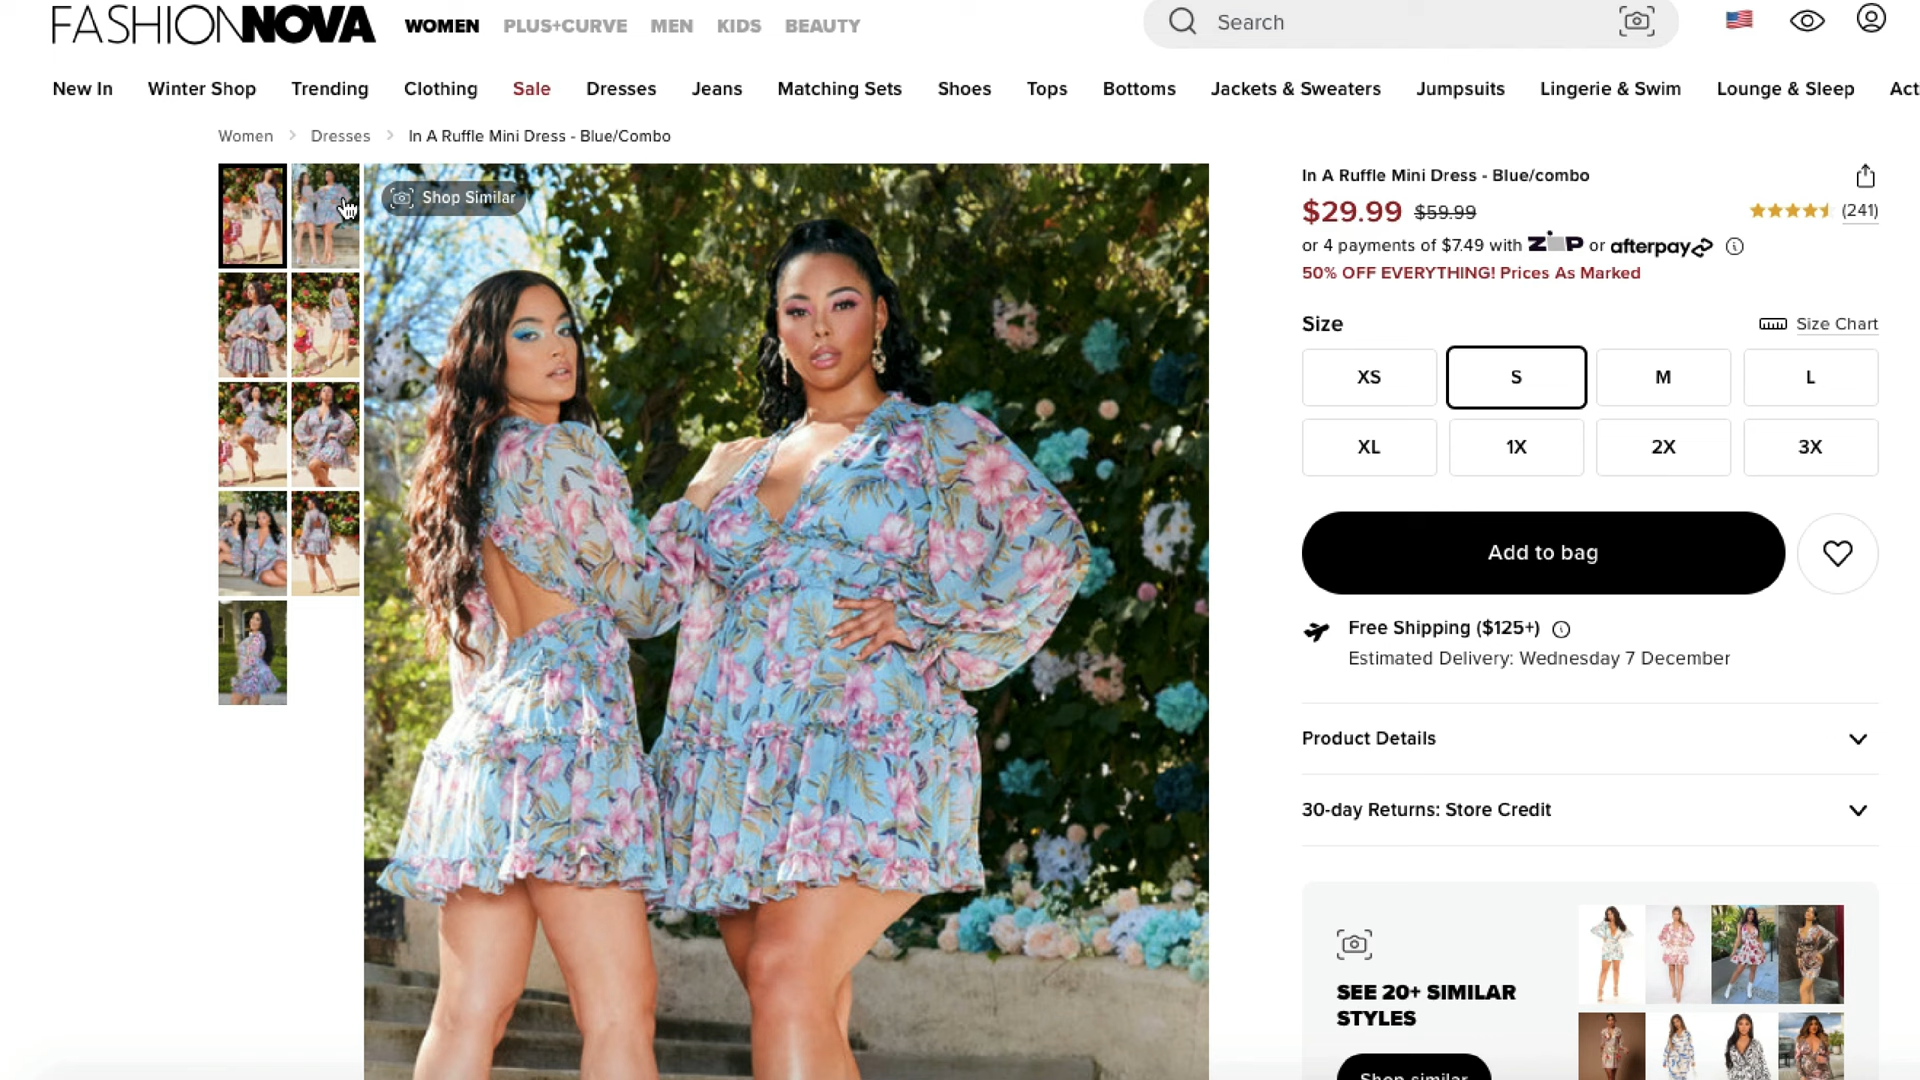 FASHIONNOVA WOMEN PLUS+CURVE MEN KIDS BEAUTY Search
New In Winter Shop Trending Clothing Sale Dresses Jeans Matching Sets Shoes Tops Bottoms Jackets & Sweaters Jumpsuits Lingerie & Swim Lounge & Sleep Act
Women > Dresses > In A Ruffle Mini Dress - Blue/Combo
Shop Similar
In A Ruffle Mini Dress - Blue/combo
$29.99 $59.99 (241)
or 4 payments of $7.49 with ZIP or afterpay
50% OFF EVERYTHING! Prices As Marked
Size Size Chart
XS S M L
XL 1X 2X 3X
Add to bag
Free Shipping ($125+)
Estimated Delivery: Wednesday 7 December
Product Details
30-day Returns: Store Credit
SEE 20+ SIMILAR
STYLES
Shop similar